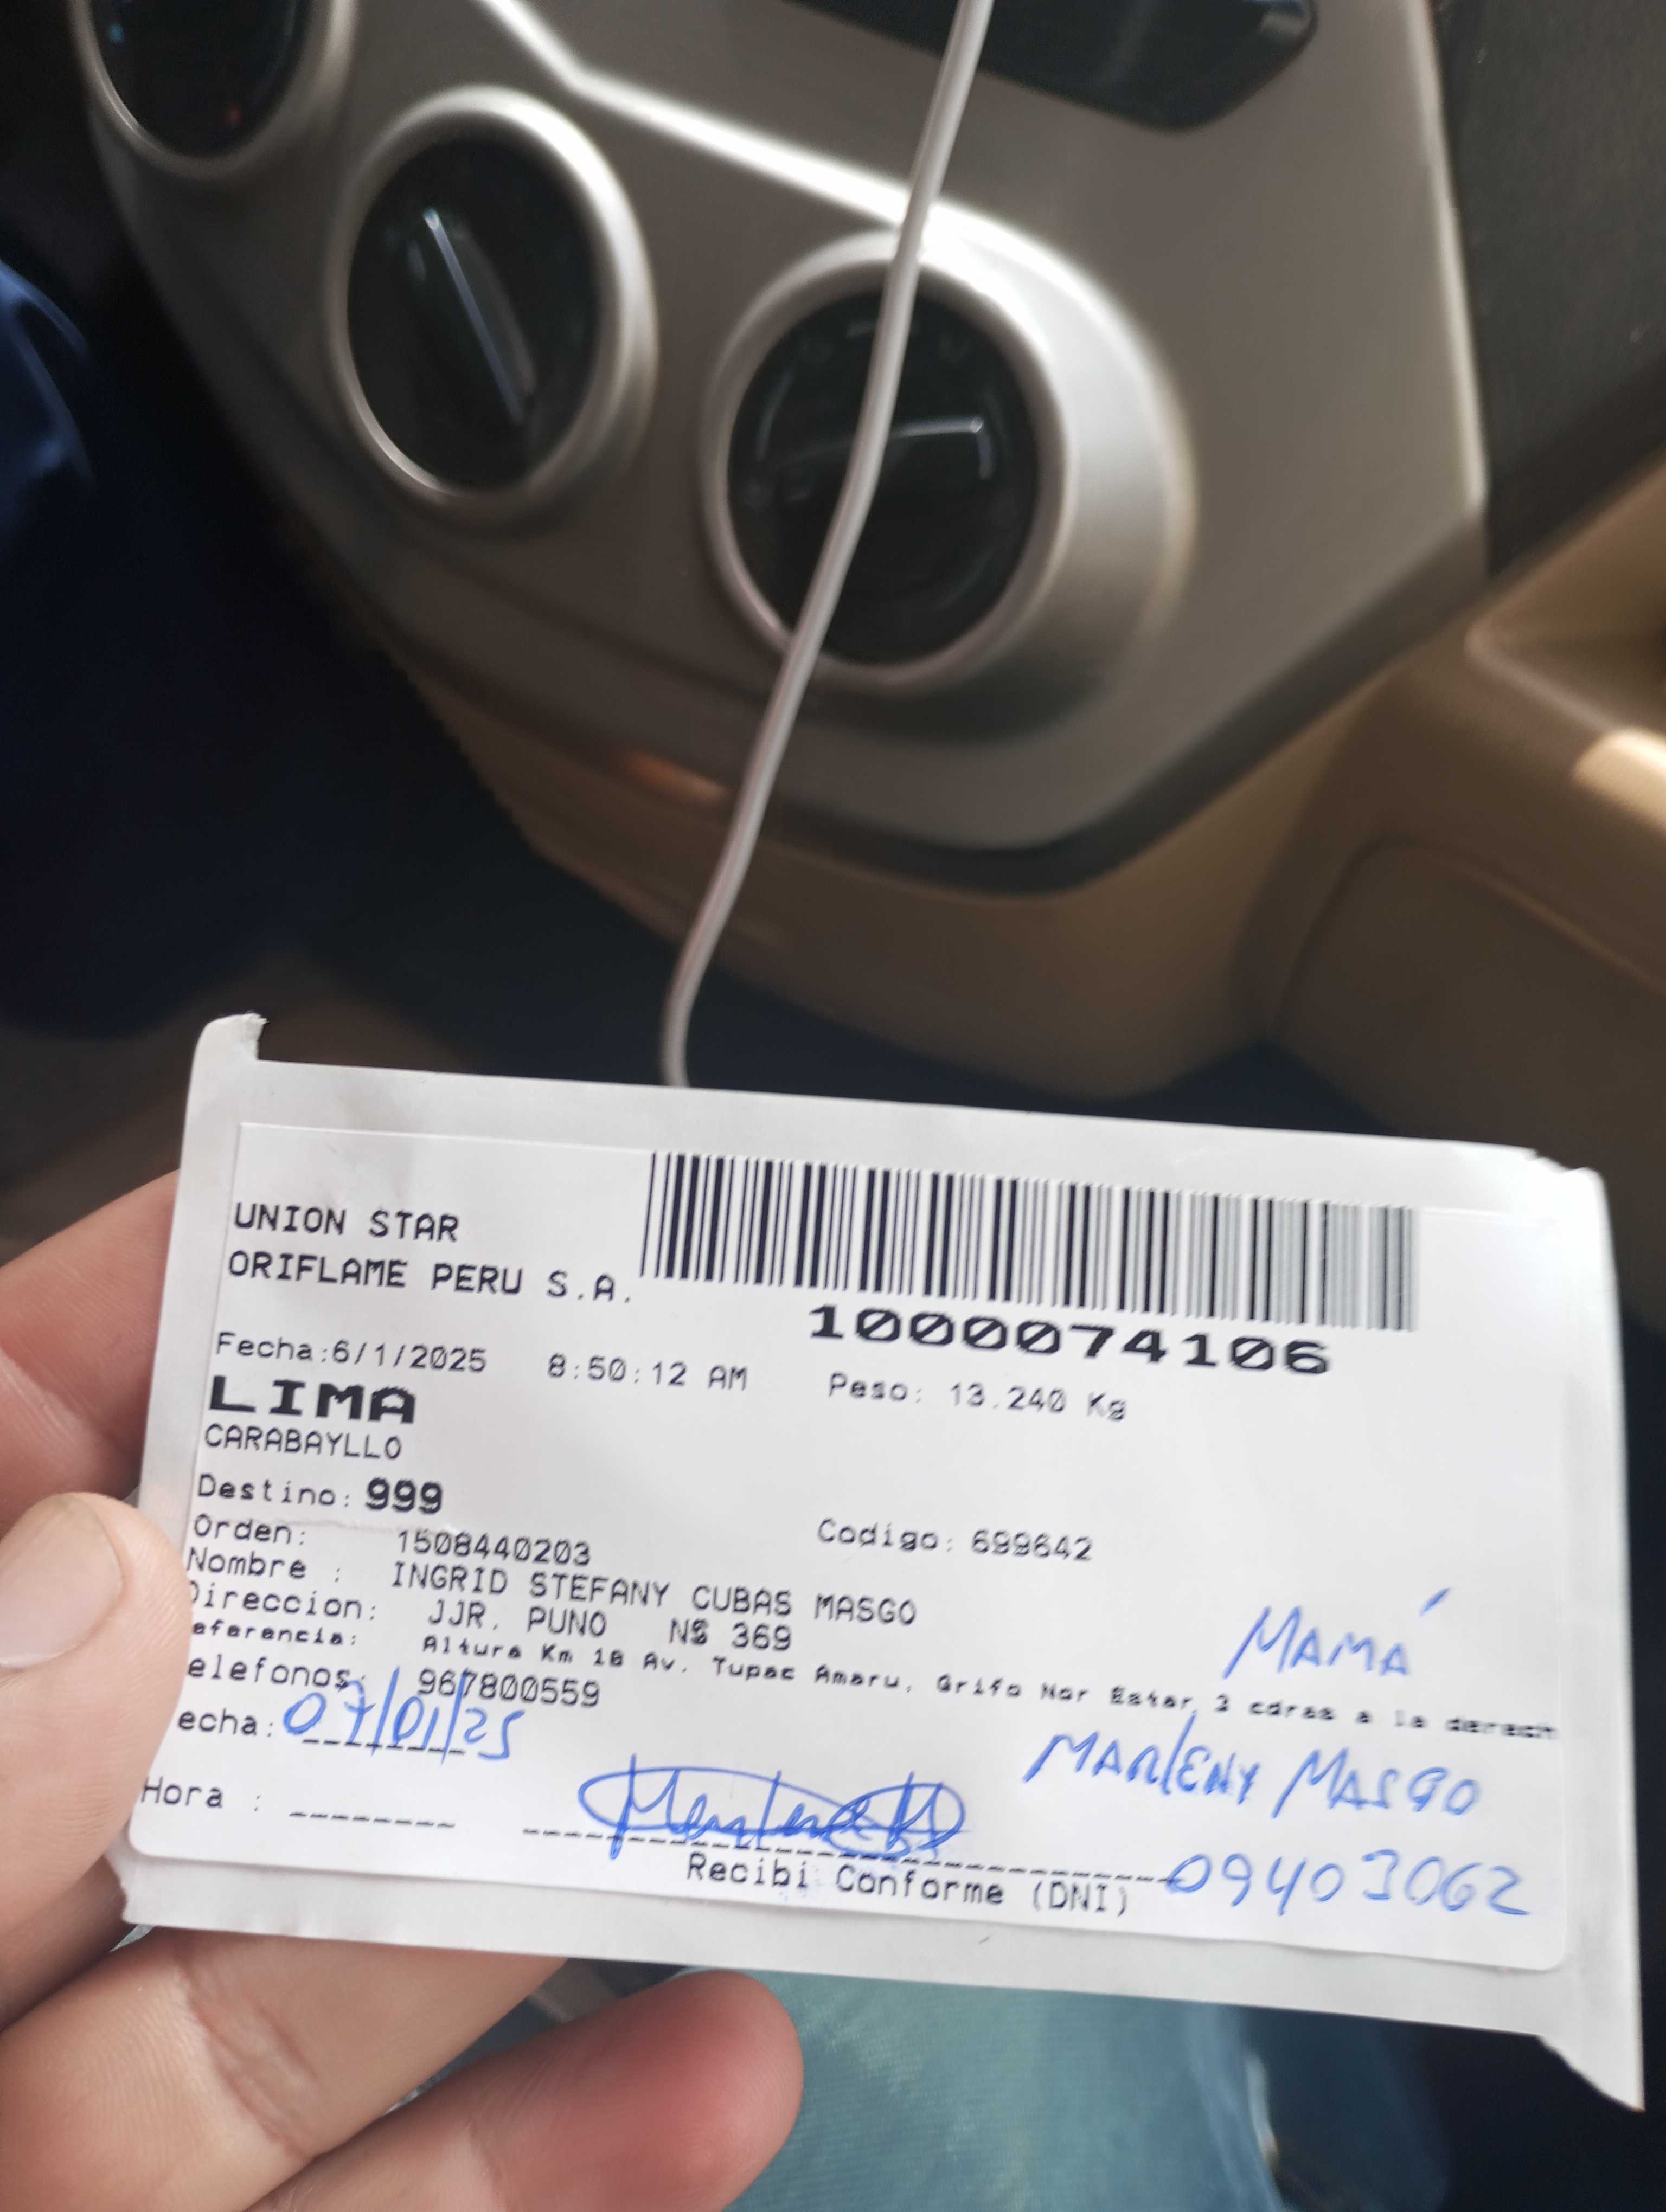 UNION STAR
ORIFLAME PERU S.A.
1000074106
Fecha:6/1/2025 8:50:12 AM Peso: 13.240 Kg
LIMA
CARABAYLLO
Destino: 999
Orden: 1508440203 Codigo: 699642
Nombre : INGRID STEFANY CUBAS MASGO
Direccion: JJR. PUNO N§ 369
eferencia: Altura Km 18 Av. Tupac Amaru, Grifo Nor Estar, 3 cdras a la derech
elefonos: 967800559
echa: 07/01/25
MAMÁ
MARLENY MASGO
Hora :
Recibi Conforme (DNI) 09403062